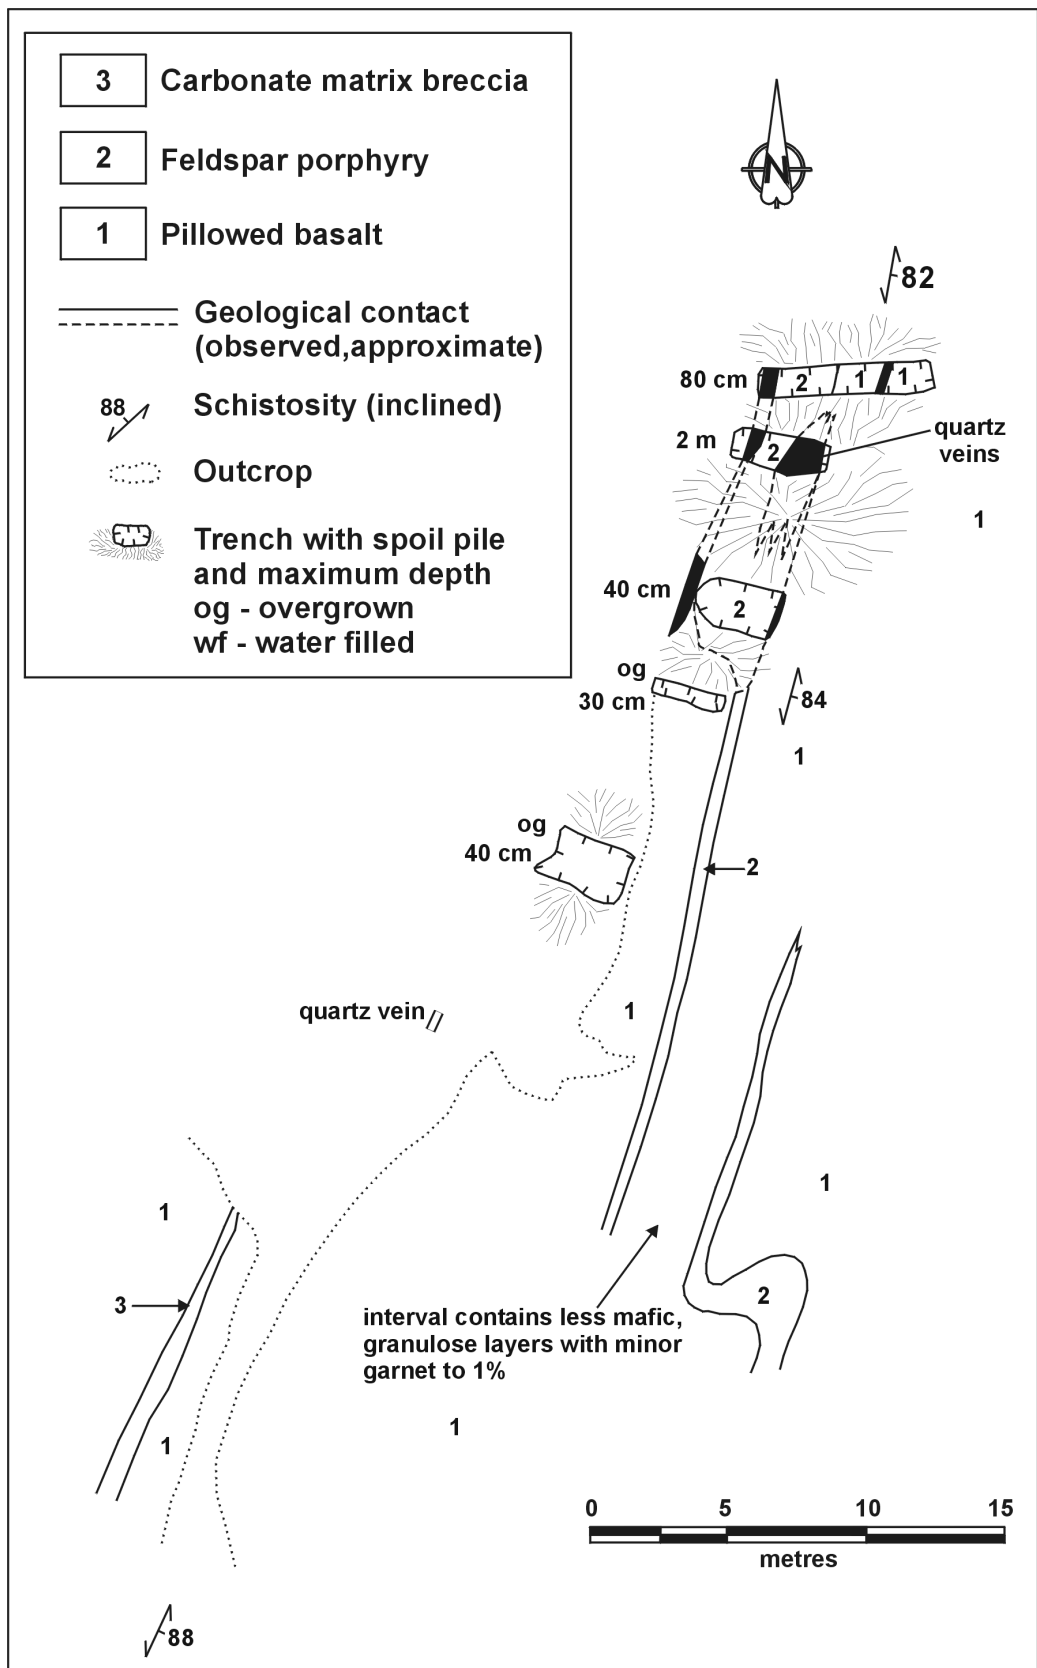 3 Carbonate matrix breccia
2 Feldspar porphyry
1 Pillowed basalt
Geological contact
(observed,approximate)
88 Schistosity (inclined)
Outcrop
Trench with spoil pile
and maximum depth
og - overgrown
wf - water filled
N
82
80 cm 2 1 1
2 m 2
quartz
veins
1
40 cm 2
og
30 cm
84
1
og
40 cm
2
quartz vein
1
1
1
3
2
interval contains less mafic,
granulose layers with minor
garnet to 1%
1
1
0 5 10 15
metres
88